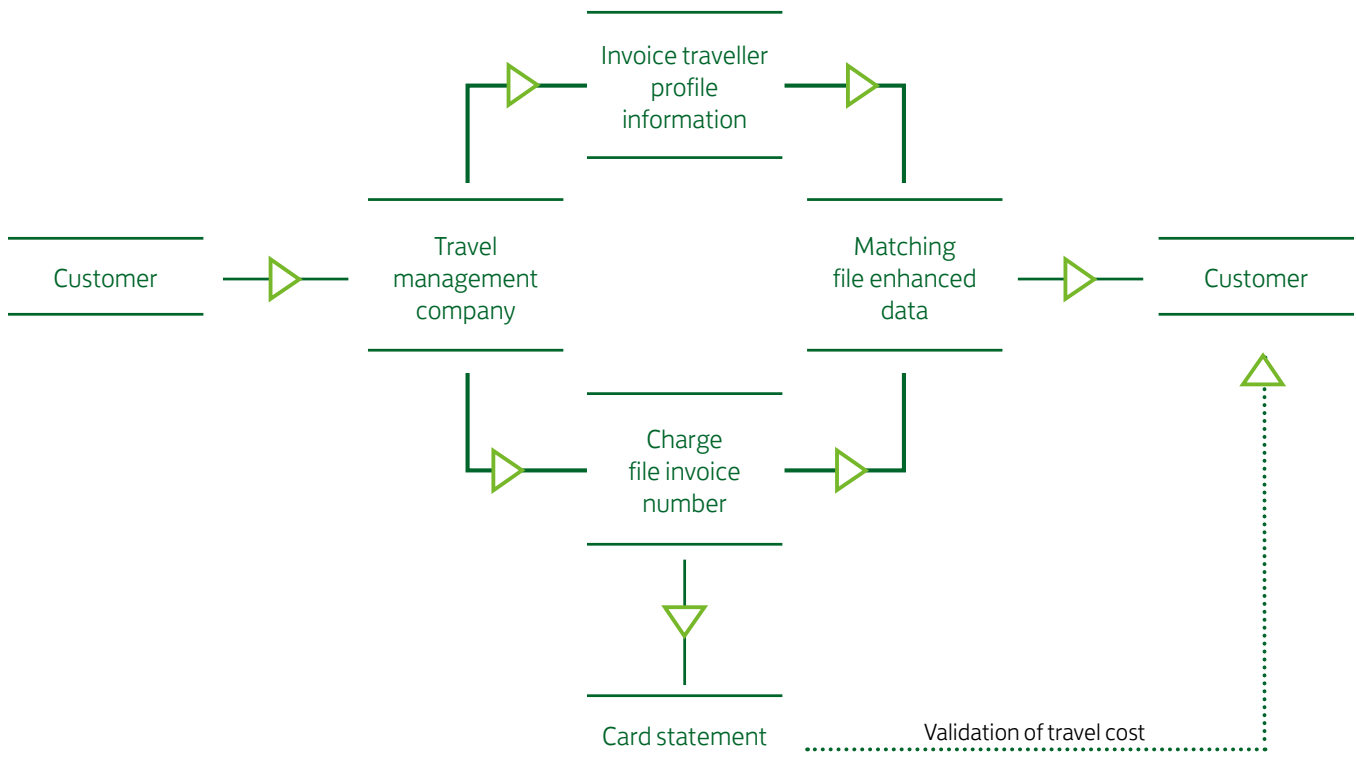 Invoice traveller
profile
information
Customer
Travel
management
company
Matching
file enhanced
data
Customer
Charge
file invoice
number
Card statement
Validation of travel cost